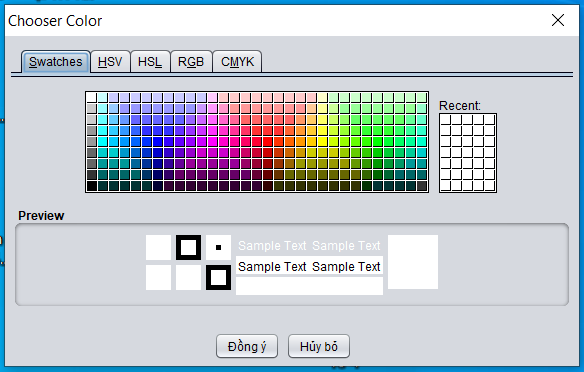 Chooser Color
Swatches HSV HSL RGB CMYK
Recent:
Preview
Sample Text Sample Text
Sample Text Sample Text
Đồng ý Hủy bỏ